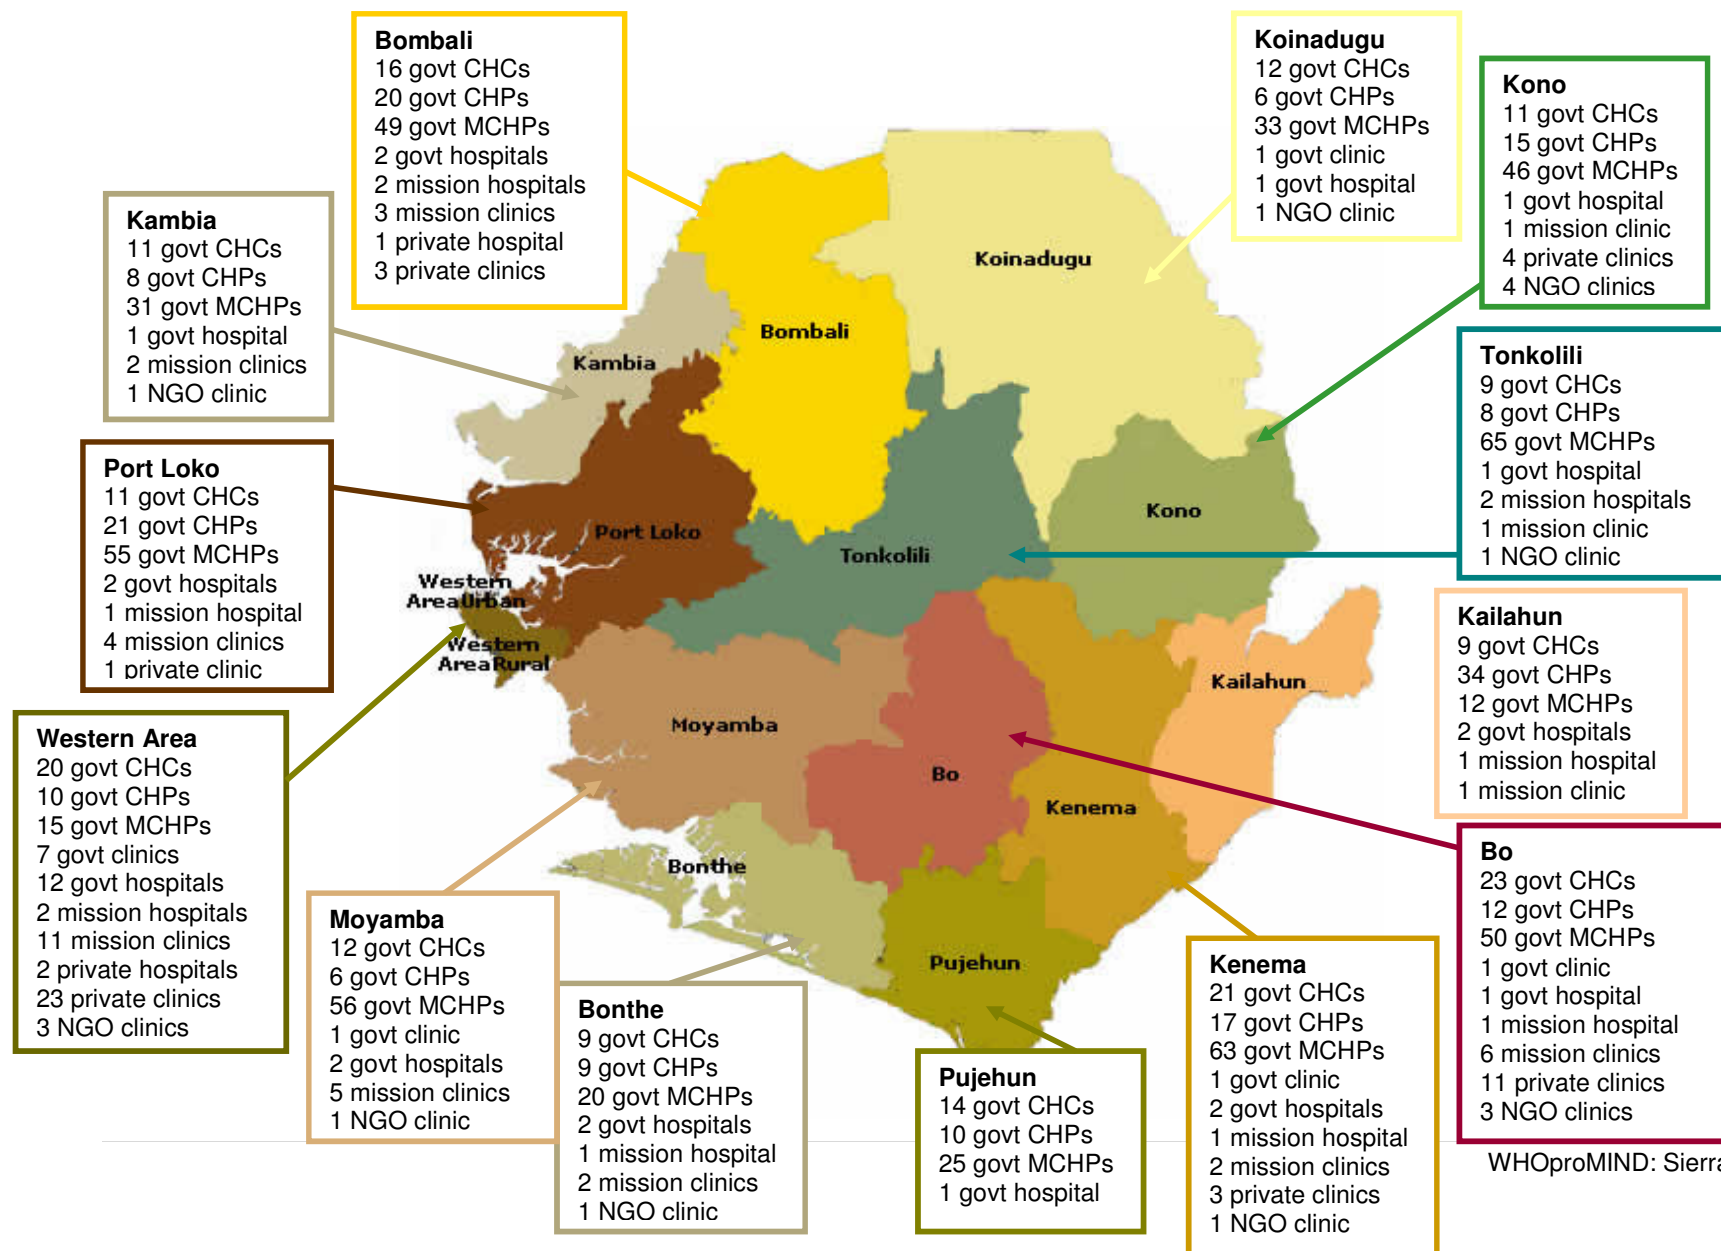 Bombali
16 govt CHCs
20 govt CHPs
49 govt MCHPs
2 govt hospitals
2 mission hospitals
3 mission clinics
1 private hospital
3 private clinics
Koinadugu
12 govt CHCs
6 govt CHPs
33 govt MCHPs
1 govt clinic
1 govt hospital
1 NGO clinic
Kono
11 govt CHCs
15 govt CHPs
46 govt MCHPs
1 govt hospital
1 mission clinic
4 private clinics
4 NGO clinics
Kambia
11 govt CHCs
8 govt CHPs
31 govt MCHPs
1 govt hospital
2 mission clinics
1 NGO clinic
Tonkolili
9 govt CHCs
8 govt CHPs
65 govt MCHPs
1 govt hospital
2 mission hospitals
1 mission clinic
1 NGO clinic
Port Loko
11 govt CHCs
21 govt CHPs
55 govt MCHPs
2 govt hospitals
1 mission hospital
4 mission clinics
1 private clinic
Kailahun
9 govt CHCs
34 govt CHPs
12 govt MCHPs
2 govt hospitals
1 mission hospital
1 mission clinic
Western Area
20 govt CHCs
10 govt CHPs
15 govt MCHPs
7 govt clinics
12 govt hospitals
2 mission hospitals
11 mission clinics
2 private hospitals
23 private clinics
3 NGO clinics
Bo
23 govt CHCs
12 govt CHPs
50 govt MCHPs
1 govt clinic
1 govt hospital
1 mission hospital
6 mission clinics
11 private clinics
3 NGO clinics
Moyamba
12 govt CHCs
6 govt CHPs
56 govt MCHPs
1 govt clinic
2 govt hospitals
5 mission clinics
1 NGO clinic
Bonthe
9 govt CHCs
9 govt CHPs
20 govt MCHPs
2 govt hospitals
1 mission hospital
2 mission clinics
1 NGO clinic
Pujehun
14 govt CHCs
10 govt CHPs
25 govt MCHPs
1 govt hospital
Kenema
21 govt CHCs
17 govt CHPs
63 govt MCHPs
1 govt clinic
2 govt hospitals
1 mission hospital
2 mission clinics
3 private clinics
1 NGO clinic
Koinadugu
Bombali
Kambia
Kono
Port Loko
Tonkolili
Western
Area Urban
Western
Area Rural
Kailahun
Moyamba
Bo
Kenema
Bonthe
Pujehun
WHOproMIND: Sierra